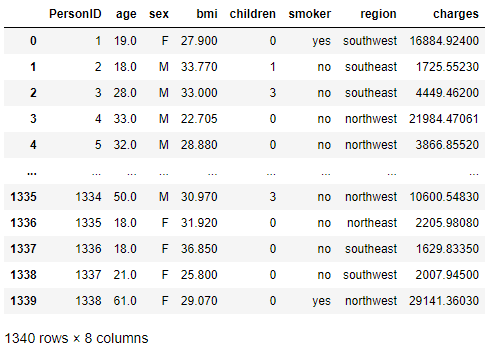 PersonID age sex bmi children smoker region charges
0 1 19.0 F 27.900 0 yes southwest 16884.92400
1 2 18.0 M 33.770 1 no southeast 1725.55230
2 3 28.0 M 33.000 3 no southeast 4449.46200
3 4 33.0 M 22.705 0 no northwest 21984.47061
4 5 32.0 M 28.880 0 no northwest 3866.85520
... ... ... ... ... ... ... ... ...
1335 1334 50.0 M 30.970 3 no northwest 10600.54830
1336 1335 18.0 F 31.920 0 no northeast 2205.98080
1337 1336 18.0 F 36.850 0 no southeast 1629.83350
1338 1337 21.0 F 25.800 0 no southwest 2007.94500
1339 1338 61.0 F 29.070 0 yes northwest 29141.36030
1340 rows × 8 columns